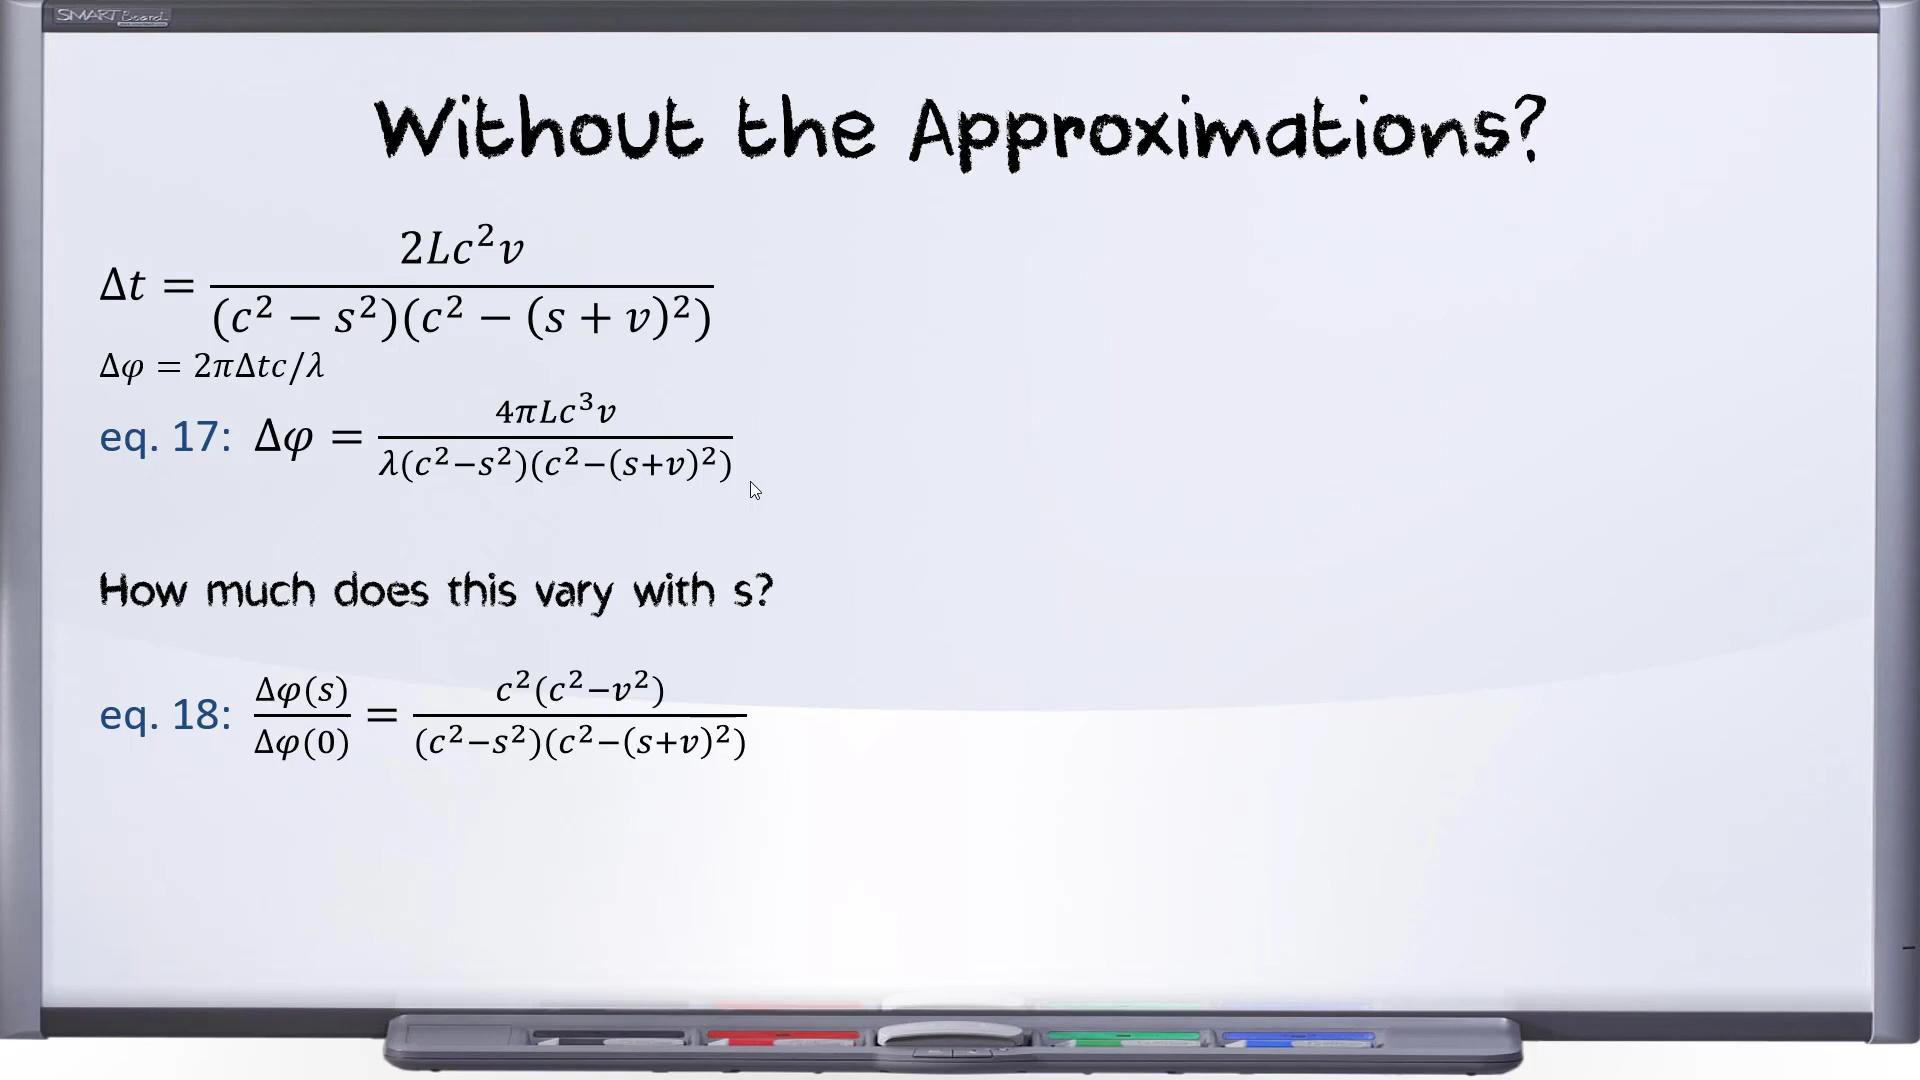 SMART Board
Without the Approximations?
Δt = 2Lc²v / (c² − s²)(c² − (s + v)²)
Δφ = 2πΔtc/λ
eq. 17: Δφ = 4πLc³v / λ(c²−s²)(c²−(s+v)²)
How much does this vary with s?
eq. 18: Δφ(s) / Δφ(0) = c²(c²−v²) / (c²−s²)(c²−(s+v)²)